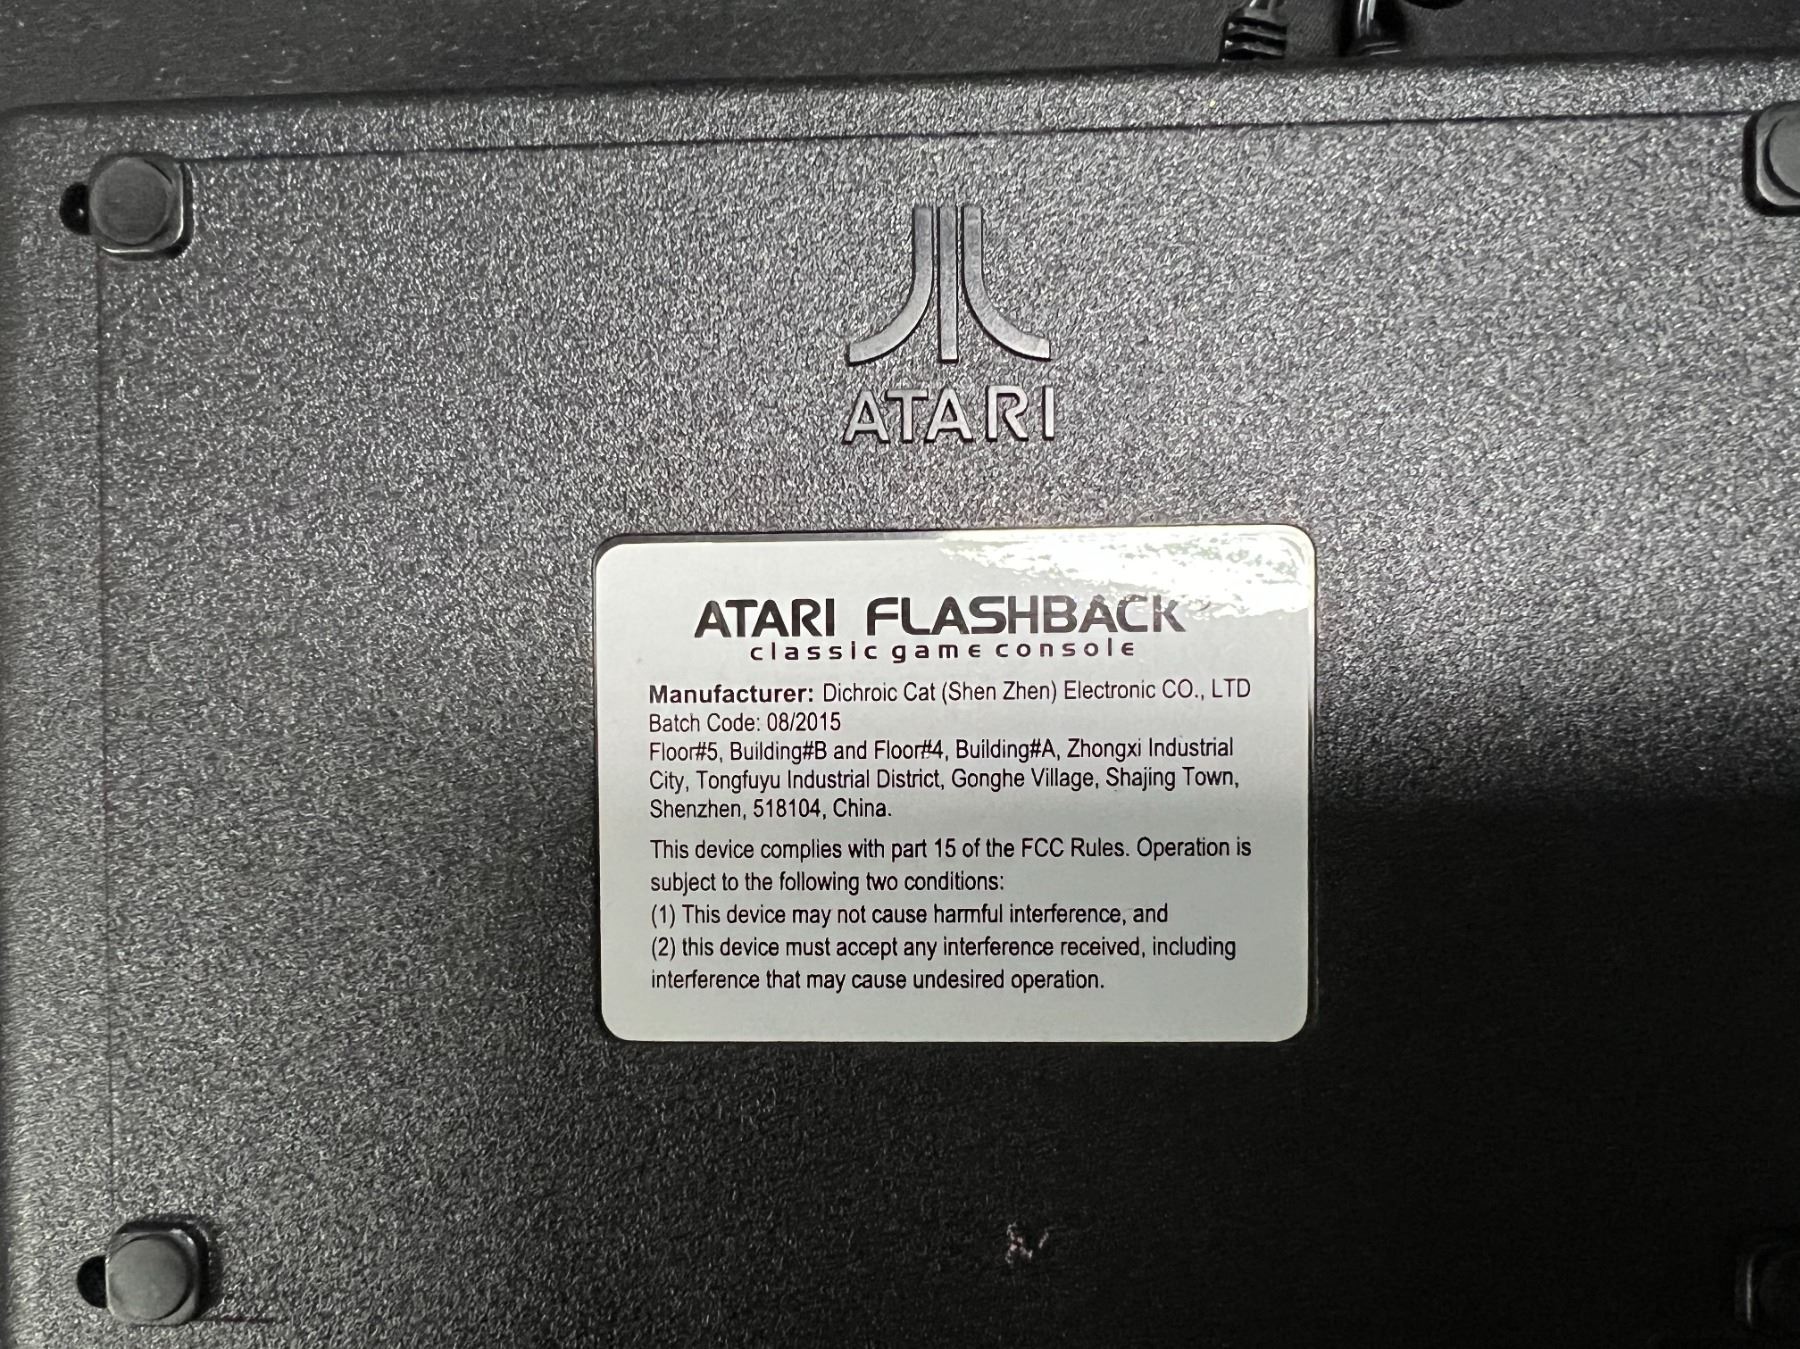 ATARI
ATARI FLASHBACK
classic game console
Manufacturer: Dichroic Cat (Shen Zhen) Electronic CO., LTD
Batch Code: 08/2015
Floor#5, Building#B and Floor#4, Building#A, Zhongxi Industrial
City, Tongfuyu Industrial District, Gonghe Village, Shajing Town,
Shenzhen, 518104, China.
This device complies with part 15 of the FCC Rules. Operation is
subject to the following two conditions:
(1) This device may not cause harmful interference, and
(2) this device must accept any interference received, including
interference that may cause undesired operation.